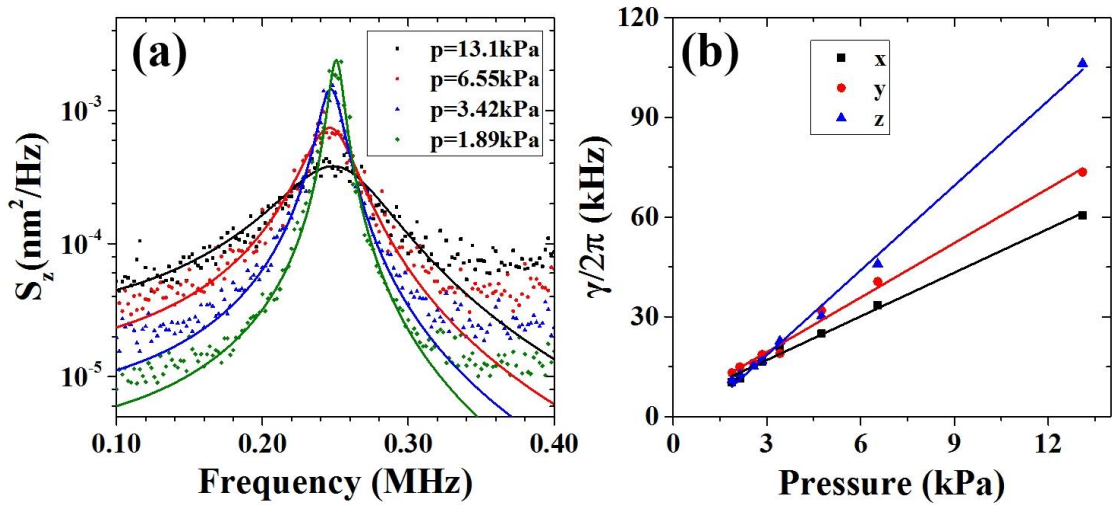 (a)
p=13.1kPa
p=6.55kPa
p=3.42kPa
p=1.89kPa
S_z(nm²/Hz)
10⁻³
10⁻⁴
10⁻⁵
0.10 0.20 0.30 0.40
Frequency (MHz)
(b)
x
y
z
γ/2π (kHz)
120
90
60
30
0
0 3 6 9 12
Pressure (kPa)